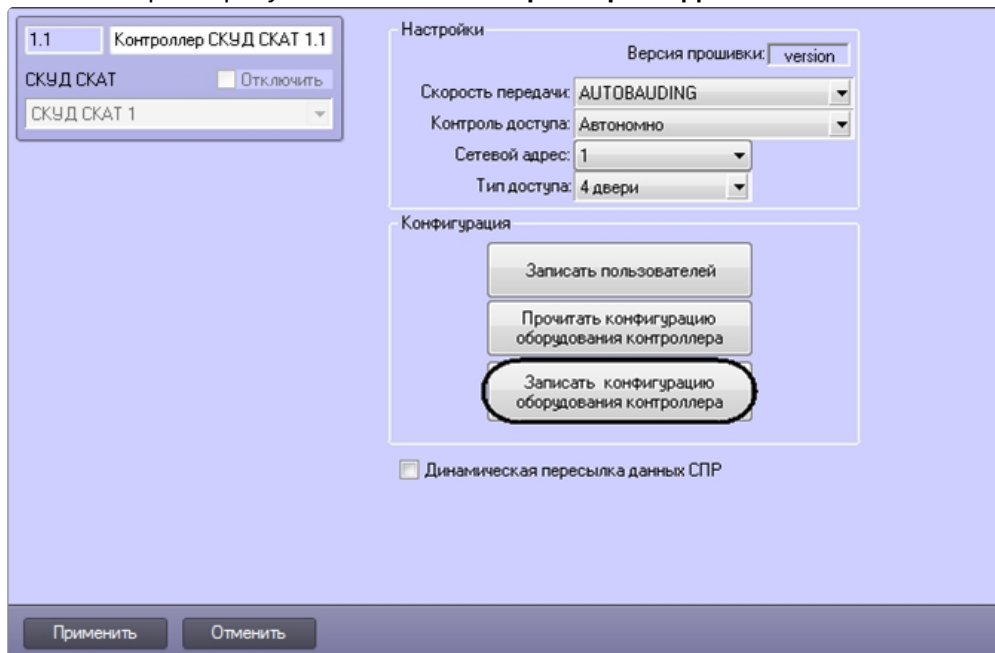 1.1 Контроллер СКУД СКАТ 1.1
СКУД СКАТ Отключить
СКУД СКАТ 1
Настройки
Версия прошивки: version
Скорость передачи: AUTOBAUDING
Контроль доступа: Автономно
Сетевой адрес: 1
Тип доступа: 4 двери
Конфигурация
Записать пользователей
Прочитать конфигурацию
оборудования контроллера
Записать конфигурацию
оборудования контроллера
Динамическая пересылка данных СПР
Применить Отменить